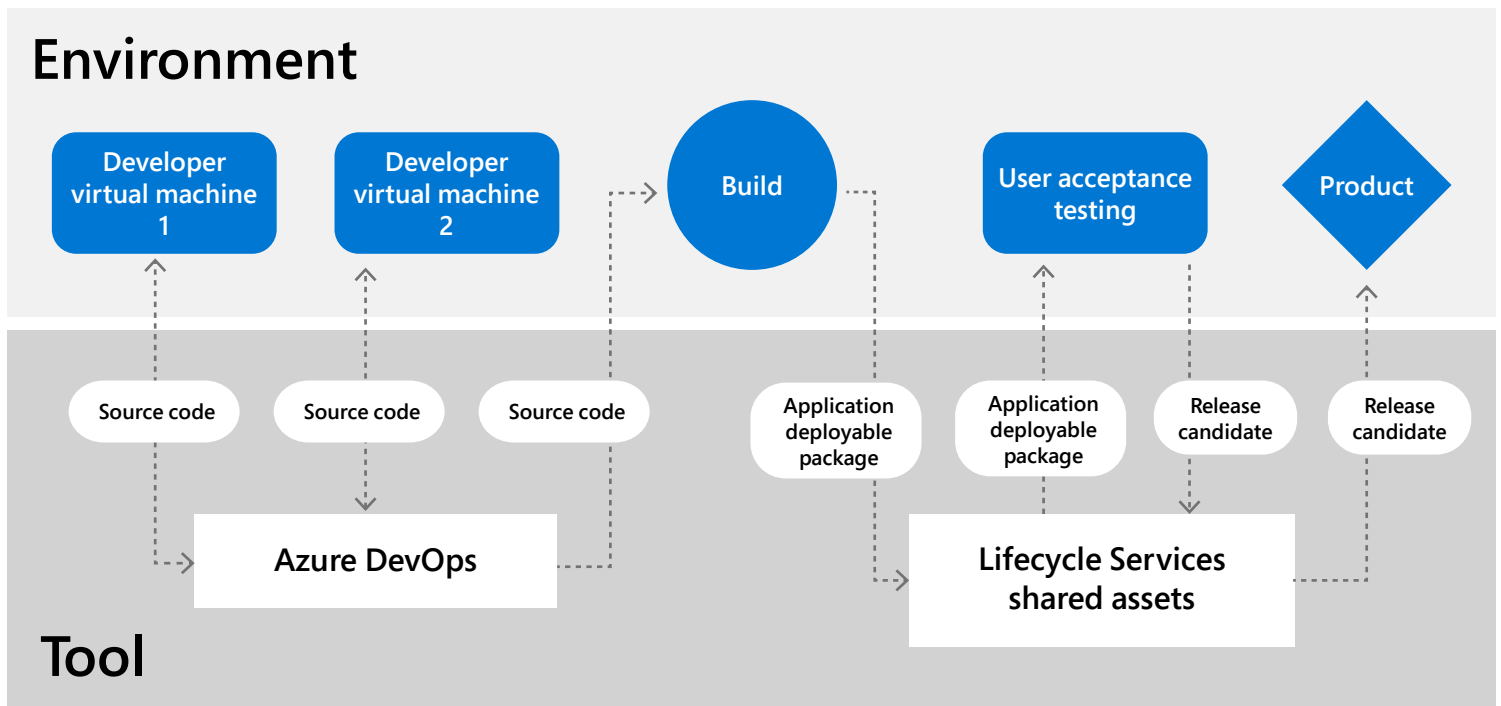 Environment
Developer
virtual machine
1
Developer
virtual machine
2
Build
User acceptance
testing
Product
Source code
Source code
Source code
Application
deployable
package
Application
deployable
package
Release
candidate
Release
candidate
Azure DevOps
Lifecycle Services
shared assets
Tool